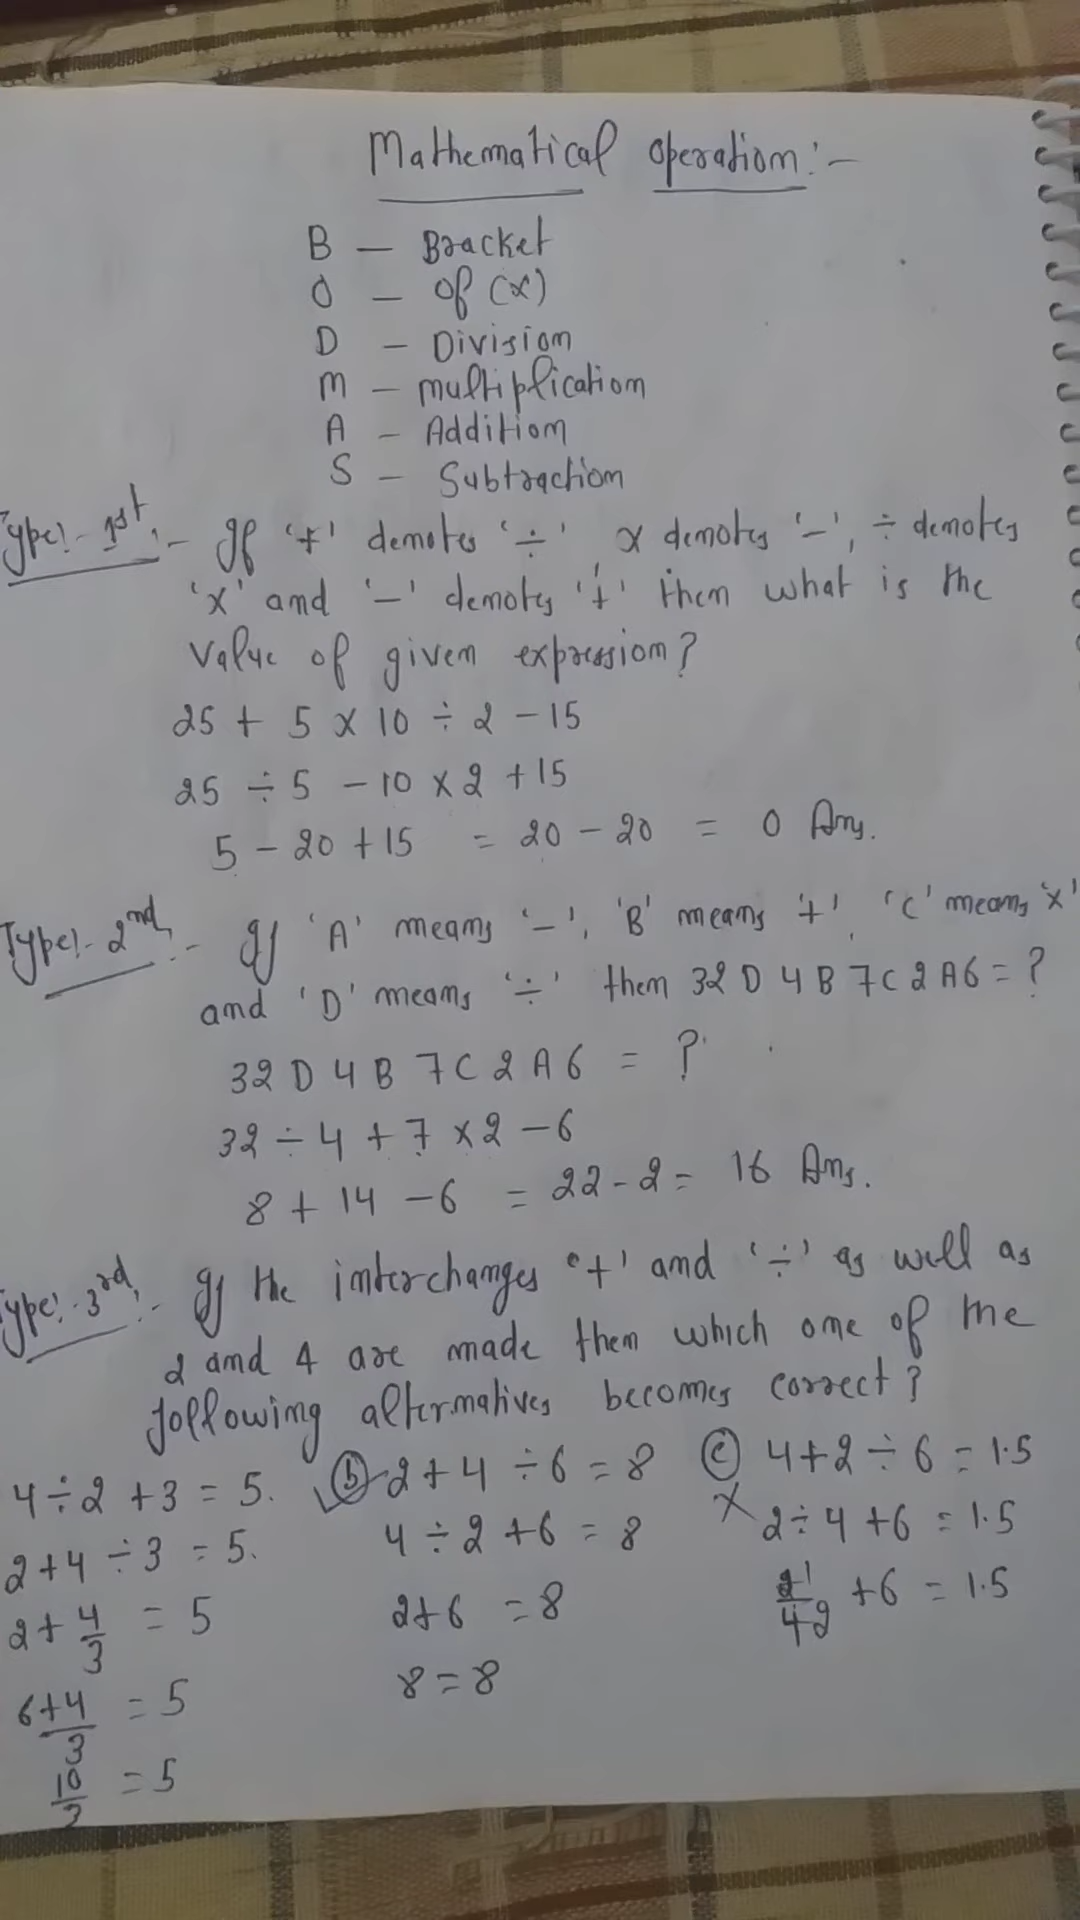 Mathematical Operation:-
B - Bracket
O - of (x)
D - Division
M - multiplication
A - Addition
S - Subtraction
Type:- 1st:- If '+' denotes '÷', x denotes '-', ÷ denotes
'x' and '-' denotes '+' then what is the
Value of given expression?
25 + 5 x 10 ÷ 2 - 15
25 ÷ 5 - 10 x 2 + 15
5 - 20 + 15 = 20 - 20 = 0 Ans.
Type:- 2nd:- If 'A' means '-', 'B' means '+', 'C' means 'x'
and 'D' means '÷' then 32 D 4 B 7 C 2 A 6 = ?
32 D 4 B 7 C 2 A 6 = ?
32 ÷ 4 + 7 x 2 - 6
8 + 14 - 6 = 22 - 2 = 16 Ans.
Type:- 3rd:- If the interchanges '+' and '÷' as well as
2 and 4 are made then which one of the
following alternatives becomes correct?
4 ÷ 2 + 3 = 5. (b) 2 + 4 ÷ 6 = 8 (c) 4 + 2 ÷ 6 = 1.5
2 + 4 ÷ 3 = 5. 4 ÷ 2 + 6 = 8 X 2 ÷ 4 + 6 = 1.5
2 + 4/3 = 5 2 + 6 = 8 21/42 + 6 = 1.5
6+4/3 = 5 8 = 8
10/3 = 5